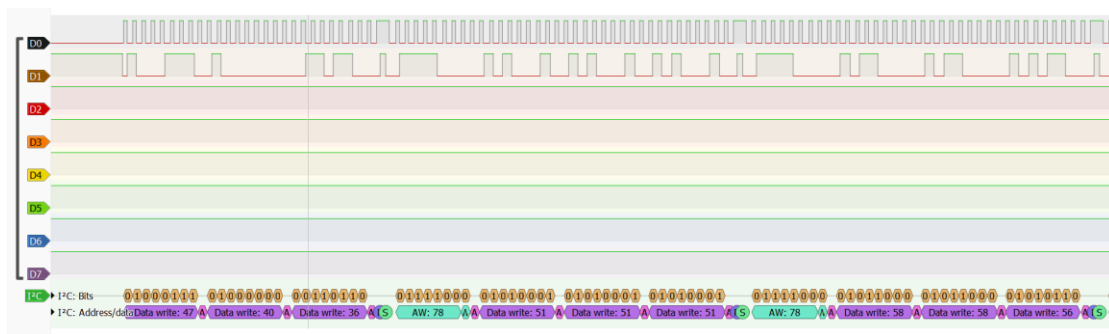 D0
D1
D2
D3
D4
D5
D6
D7
I²C I²C: Bits 01000111 01000000 00110110 01111000 01010001 01010001 01010001 01111000 01011000 01011000 01010110
I²C: Address/data Data write: 47 A Data write: 40 A Data write: 36 A S AW: 78 A Data write: 51 A Data write: 51 A Data write: 51 A S AW: 78 A Data write: 58 A Data write: 58 A Data write: 56 A S